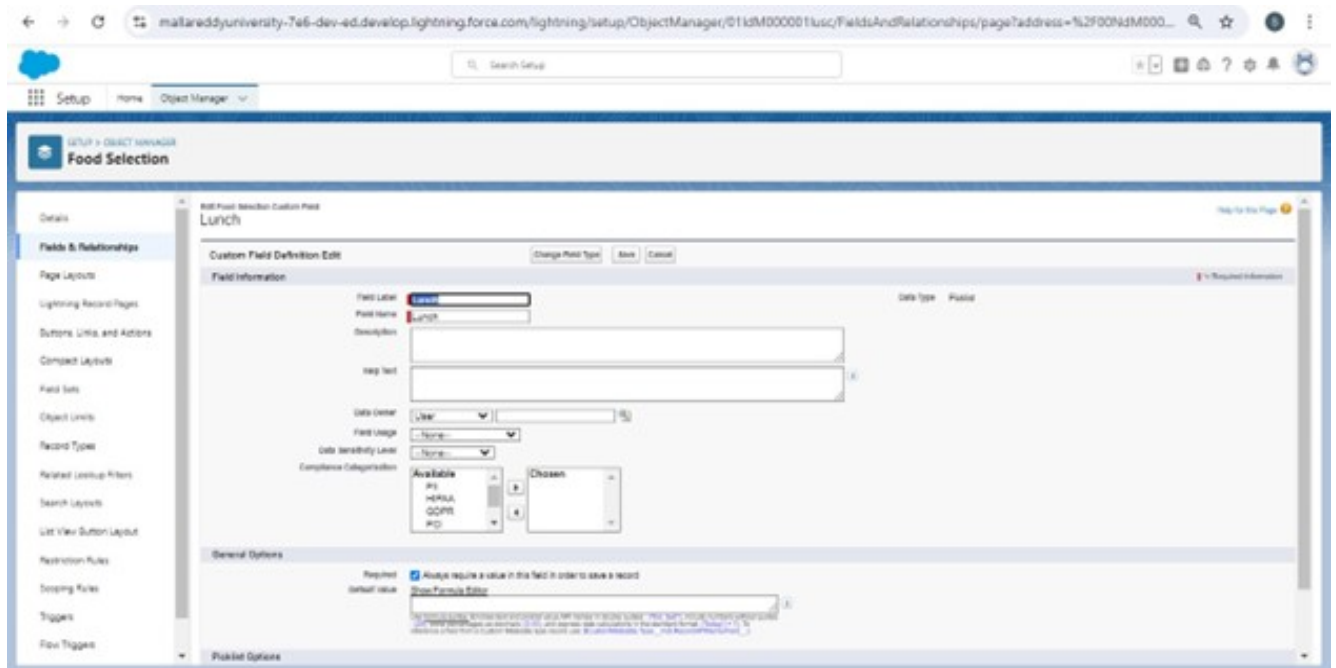 mallareddyuniversity-7e6-dev-ed.develop.lightning.force.com/lightning/setup/ObjectManager/
Search Setup
Setup
Home
Object Manager
SETUP > OBJECT MANAGER
Food Selection
Details
Fields & Relationships
Page Layouts
Lightning Record Pages
Buttons, Links, and Actions
Compact Layouts
Field Sets
Object Limits
Record Types
Related Lookup Filters
Search Layouts
List View Button Layout
Restriction Rules
Scoping Rules
Triggers
Flow Triggers
Edit Food Selection Custom Field
Lunch
Help for this Page
Custom Field Definition Edit
Change Field Type
Save
Cancel
Field Information
= Required Information
Field Label
Lunch
Data Type
Field Name
Lunch
Description
Help Text
Data Owner
User
Field Usage
--None--
Data Sensitivity Level
--None--
Compliance Categorization
Available
PII
HIPAA
GDPR
PCI
Chosen
General Options
Required
Always require a value in this field in order to save a record
Default Value
Show Formula Editor
Picklist Options